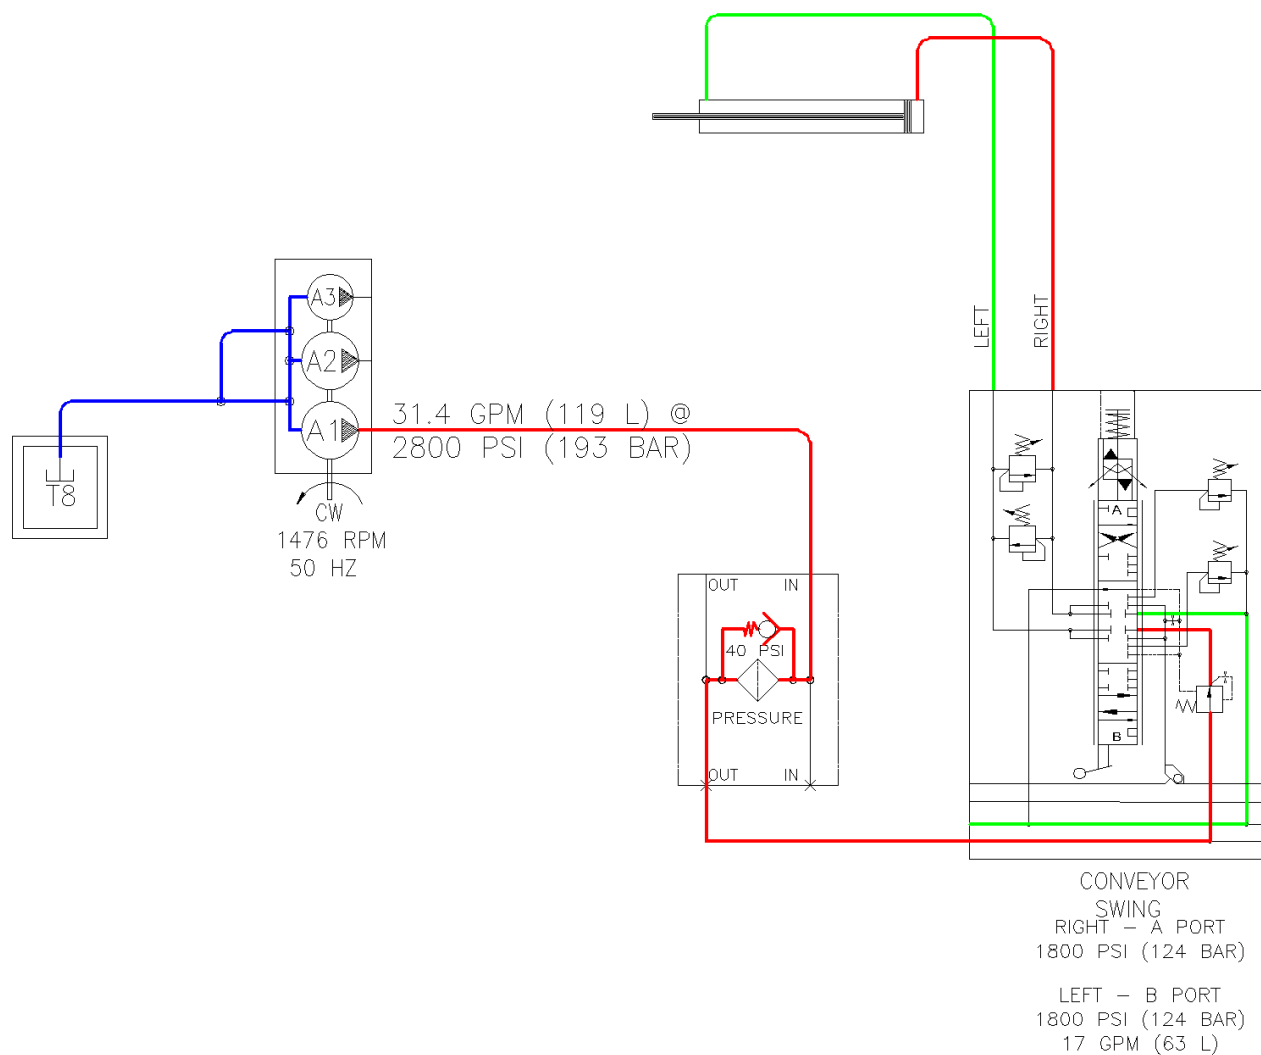 LEFT
RIGHT
A3
A2
A1
31.4 GPM (119 L) @
2800 PSI (193 BAR)
T8
CW
1476 RPM
50 HZ
A
OUT IN
40 PSI
PRESSURE
B
OUT IN
CONVEYOR
SWING
RIGHT – A PORT
1800 PSI (124 BAR)
LEFT – B PORT
1800 PSI (124 BAR)
17 GPM (63 L)